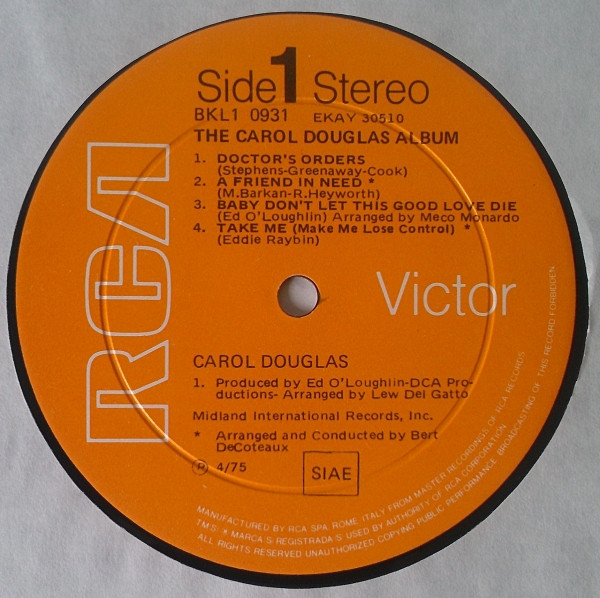 Side 1 Stereo
BKL1 0931 EKAY 30510
THE CAROL DOUGLAS ALBUM
1. DOCTOR'S ORDERS
(Stephens-Greenaway-Cook)
2. A FRIEND IN NEED *
(M.Barkan-R.Heyworth)
3. BABY DON'T LET THIS GOOD LOVE DIE
(Ed O'Loughlin) Arranged by Meco Monardo
4. TAKE ME (Make Me Lose Control) *
(Eddie Raybin)
RCA
Victor
CAROL DOUGLAS
1. Produced by Ed O'Loughlin-DCA Pro-
ductions- Arranged by Lew Del Gatto
Midland International Records, Inc.
* Arranged and Conducted by Bert
DeCoteaux
Ⓟ 4/75
SIAE
MANUFACTURED BY RCA SPA. ROME. ITALY FROM MASTER RECORDINGS OF RCA RECORDS
TMS. ® MARCA S REGISTRADA S USED BY AUTHORITY OF RCA CORPORATION
ALL RIGHTS RESERVED UNAUTHORIZED COPYING PUBLIC PERFORMANCE BROADCASTING OF THIS RECORD FORBIDDEN